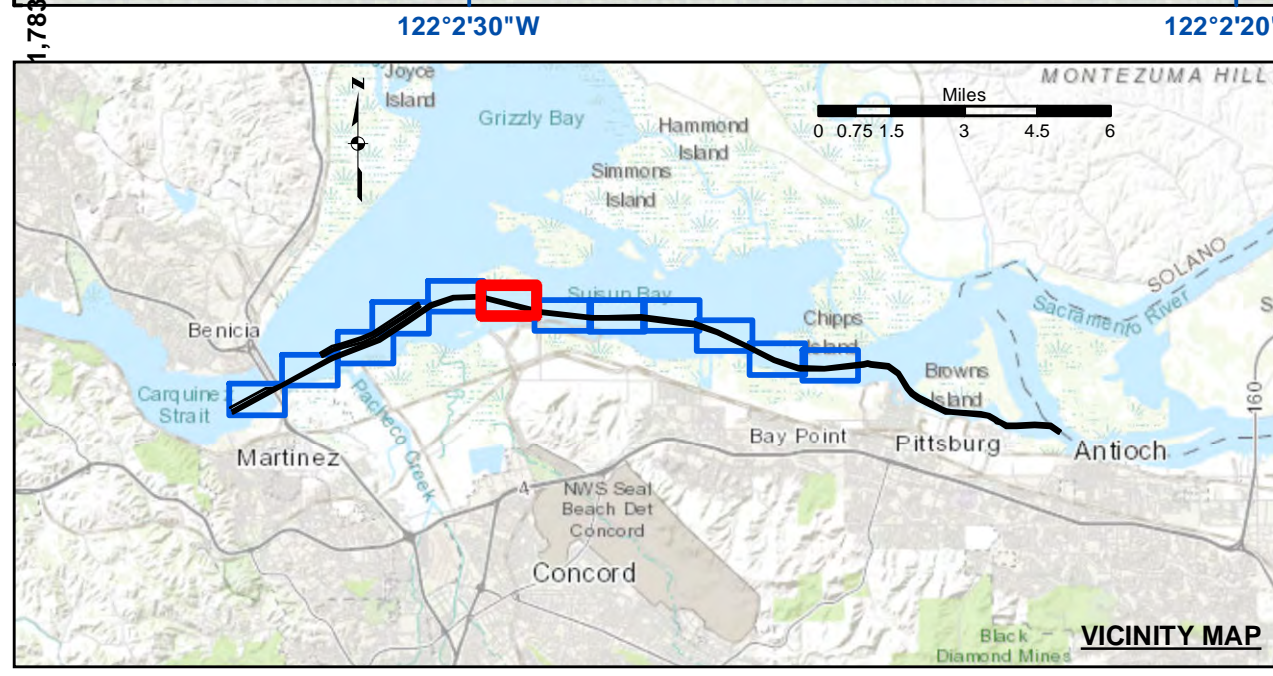 1,783
122°2'30"W
122°2'20'
Joyce
Island
Grizzly Bay
Hammond
Island
Simmons
Island
MONTEZUMA HILL
N
Miles
0 0.75 1.5 3 4.5 6
SOLANO
Sacramento River
Suisun Bay
Benicia
Chipps
Island
Carquinez
Strait
Pacheco Creek
Browns
Island
160
Martinez
Bay Point
Pittsburg
Antioch
4
NWS Seal
Beach Det
Concord
Concord
Black
Diamond Mines
VICINITY MAP